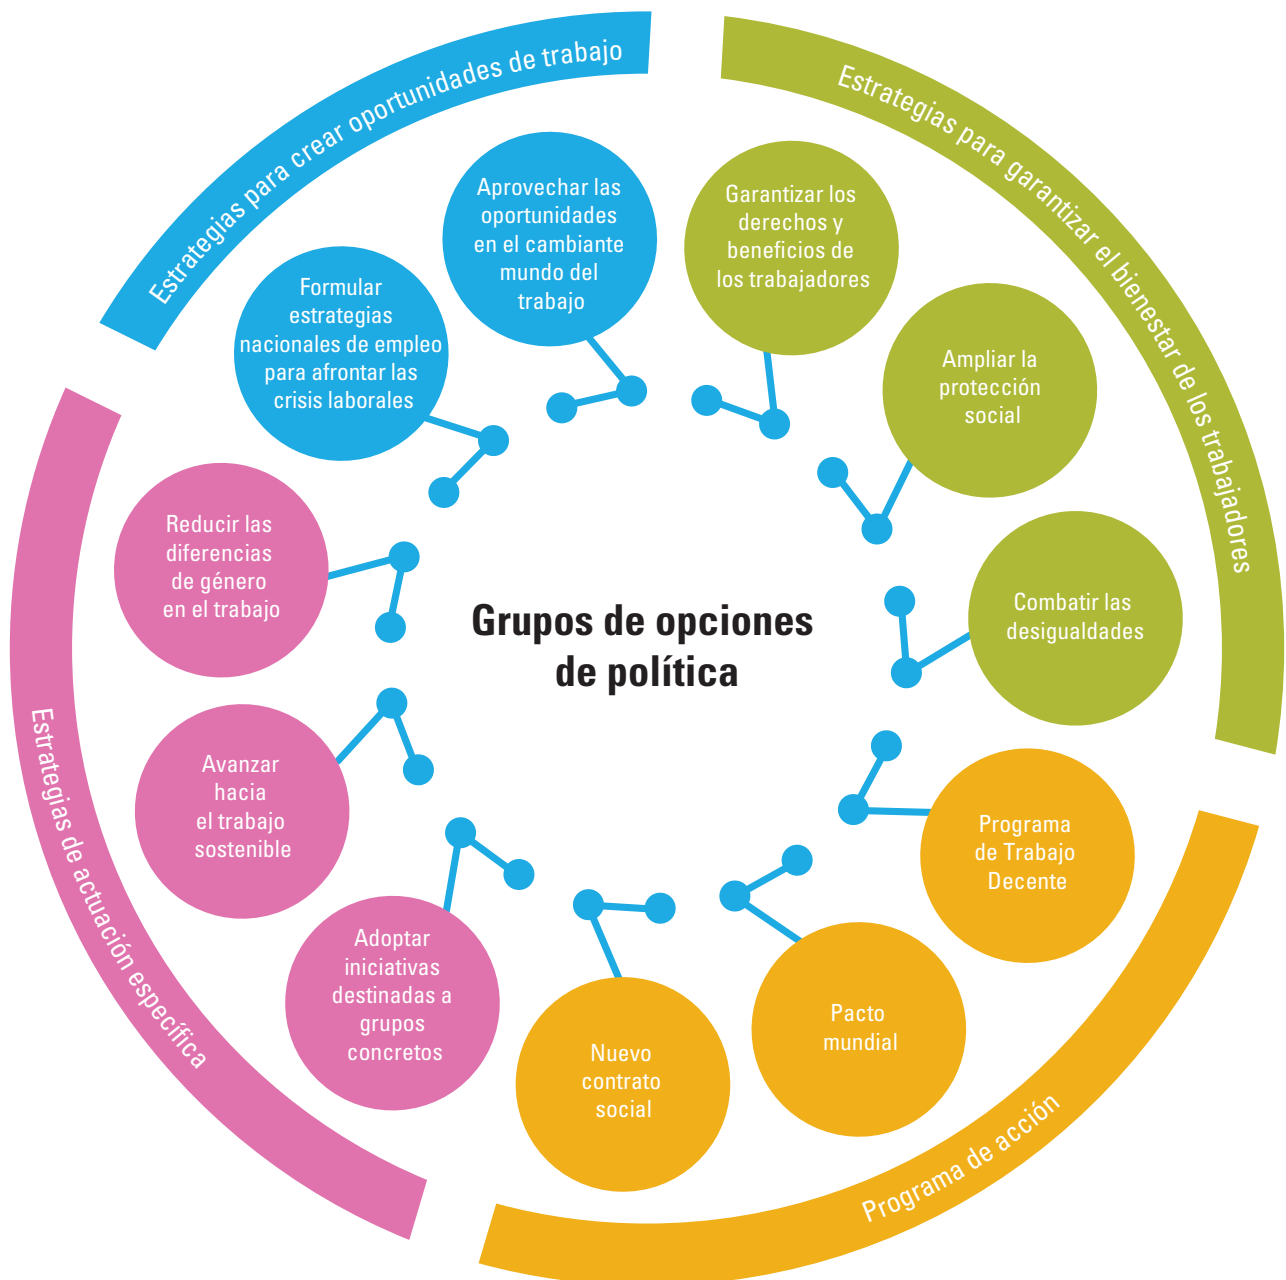 Estrategias para crear oportunidades de trabajo
Formular
estrategias
nacionales de empleo
para afrontar las
crisis laborales
Aprovechar las
oportunidades
en el cambiante
mundo del
trabajo
Estrategias para garantizar el bienestar de los trabajadores
Garantizar los
derechos y
beneficios de
los trabajadores
Ampliar la
protección
social
Combatir las
desigualdades
Grupos de opciones
de política
Programa de acción
Programa
de Trabajo
Decente
Pacto
mundial
Nuevo
contrato
social
Estrategias de actuación específica
Reducir las
diferencias
de género
en el trabajo
Avanzar
hacia
el trabajo
sostenible
Adoptar
iniciativas
destinadas a
grupos
concretos